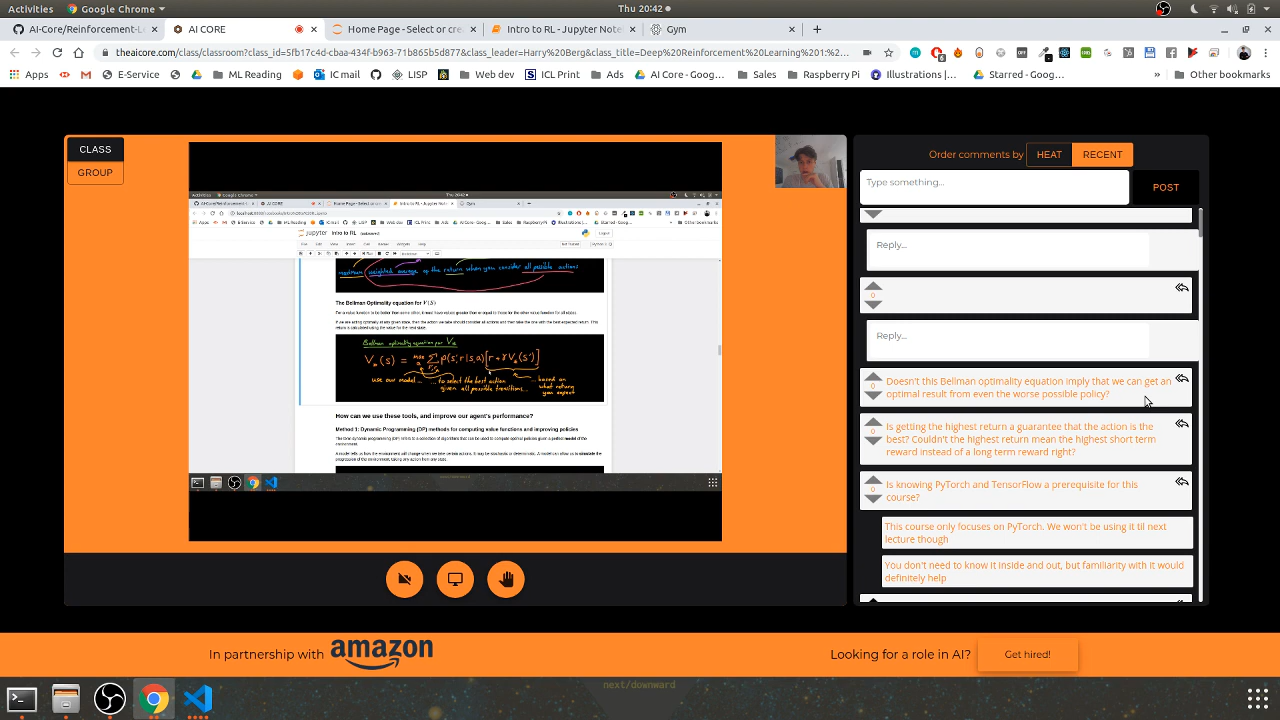 Activities
Google Chrome
Thu 20:42
GitHub - AI-Core/Reinforcement-Le
AI CORE
Home Page - Select or cre
Intro to RL - Jupyter Note
Gym
theaicore.com/class/classroom?class_id=5fb17c4d-cbaa-434f-b963-71b865b5d877&class_leader=Harry%20Berg&class_title=Deep%20Reinforcement%20Learning%201:%2...
Apps
E-Service
ML Reading
IC mail
LISP
Web dev
ICL Print
Ads
AI Core - Goog...
Sales
Raspberry Pi
Illustrations |...
Starred - Goog...
»
Other bookmarks
CLASS
GROUP
jupyter Intro to RL
maximum weighted average of the return when you consider all possible actions
The Bellman Optimality equation for V(S)
Bellman optimality equation for
use our model... ...to select the best action given all possible transitions... ...based on what return you expect
How can we use these tools, and improve our agent's performance?
Method 1: Dynamic Programming (DP) methods for computing value functions and improving policies
Order comments by
HEAT
RECENT
Type something...
POST
Reply...
0
Reply...
0
Doesn't this Bellman optimality equation imply that we can get an
optimal result from even the worse possible policy?
0
Is getting the highest return a guarantee that the action is the
best? Couldn't the highest return mean the highest short term
reward instead of a long term reward right?
0
Is knowing PyTorch and TensorFlow a prerequisite for this
course?
This course only focuses on PyTorch. We won't be using it til next
lecture though
You don't need to know it inside and out, but familiarity with it would
definitely help
In partnership with
amazon
Looking for a role in AI?
Get hired!
next/downward